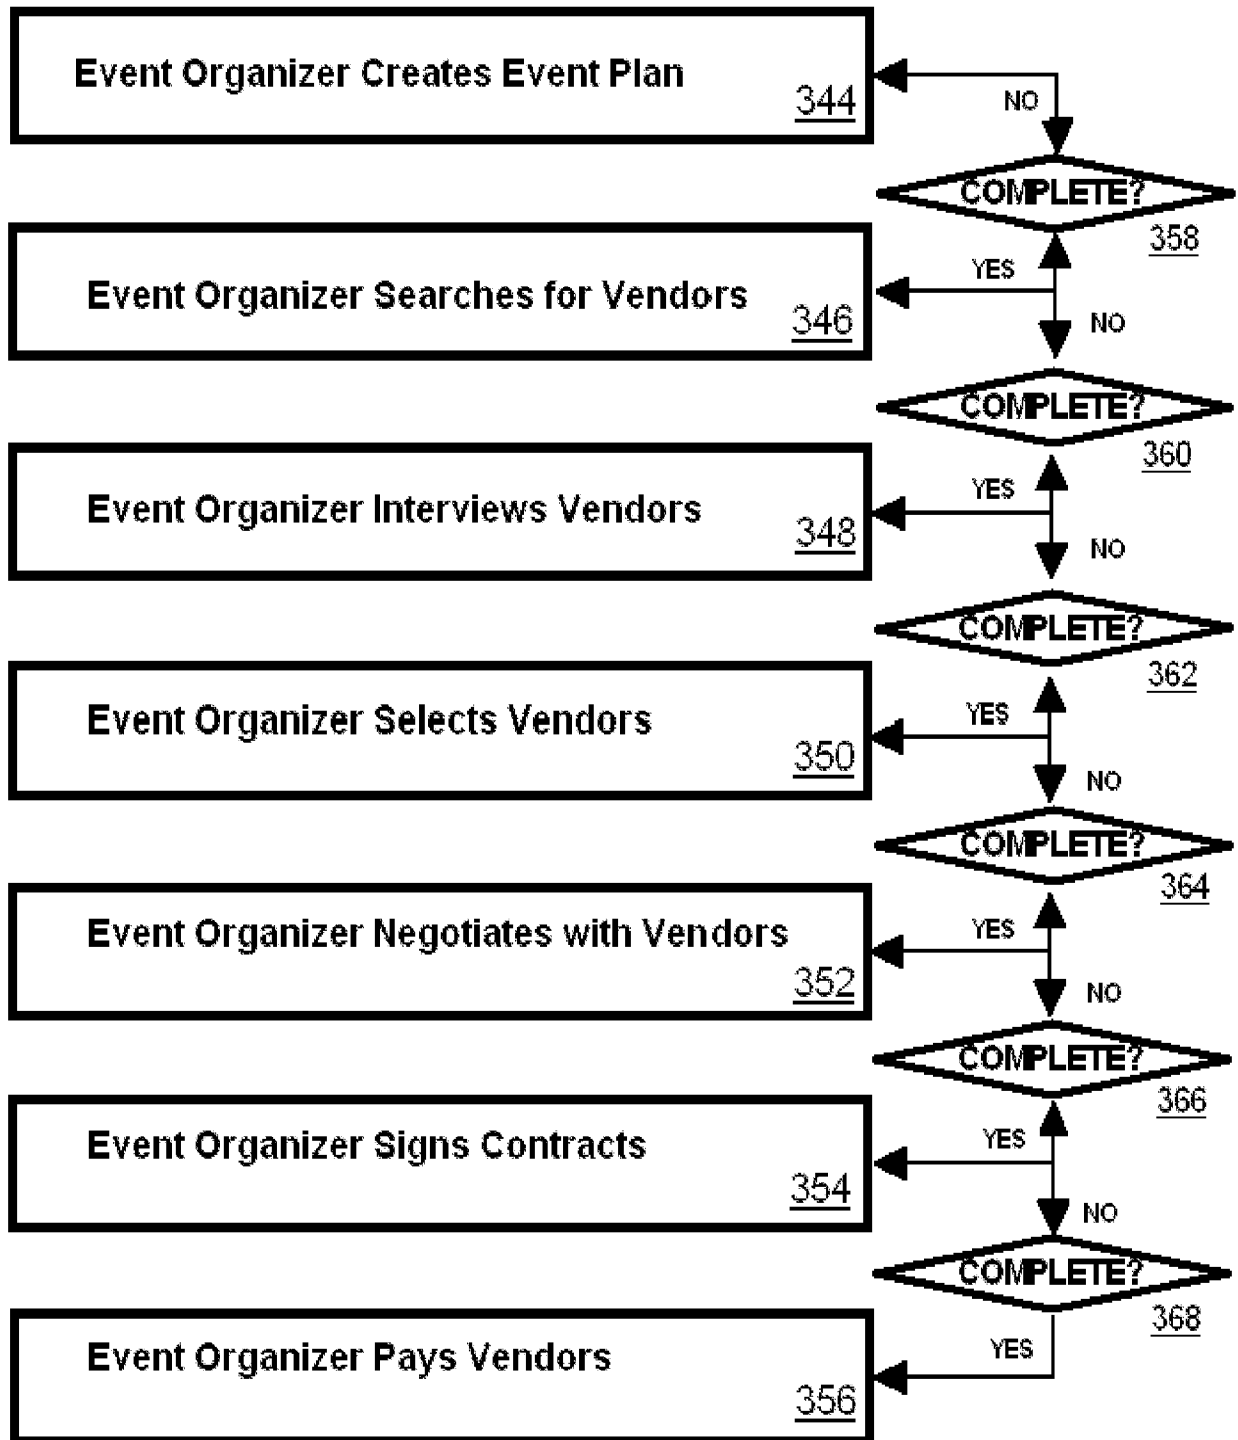 Event Organizer Creates Event Plan
344
NO
COMPLETE?
358
YES
Event Organizer Searches for Vendors
346
NO
COMPLETE?
360
YES
Event Organizer Interviews Vendors
348
NO
COMPLETE?
362
YES
Event Organizer Selects Vendors
350
NO
COMPLETE?
364
YES
Event Organizer Negotiates with Vendors
352
NO
COMPLETE?
366
YES
Event Organizer Signs Contracts
354
NO
COMPLETE?
368
YES
Event Organizer Pays Vendors
356